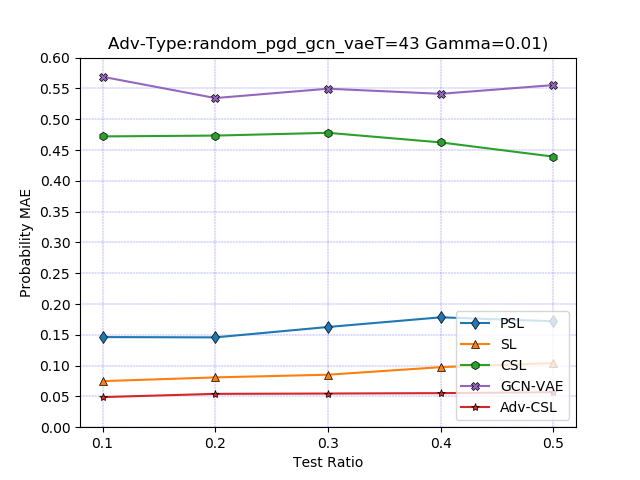 Adv-Type:random_pgd_gcn_vaeT=43 Gamma=0.01)
Probability MAE
0.60
0.55
0.50
0.45
0.40
0.35
0.30
0.25
0.20
0.15
0.10
0.05
0.00
PSL
SL
CSL
GCN-VAE
Adv-CSL
0.1 0.2 0.3 0.4 0.5
Test Ratio